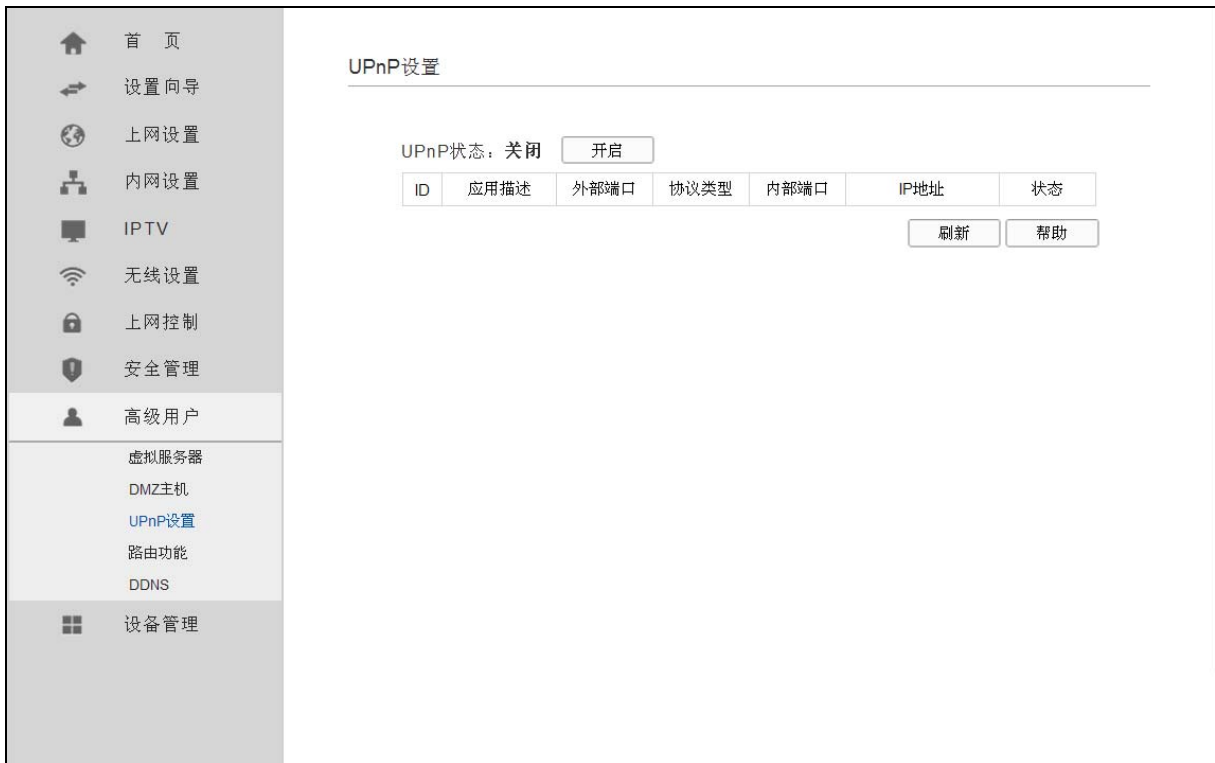 首 页
设置向导
上网设置
内网设置
IPTV
无线设置
上网控制
安全管理
高级用户
虚拟服务器
DMZ主机
UPnP设置
路由功能
DDNS
设备管理
UPnP设置
UPnP状态：关闭 开启
ID 应用描述 外部端口 协议类型 内部端口 IP地址 状态
刷新 帮助